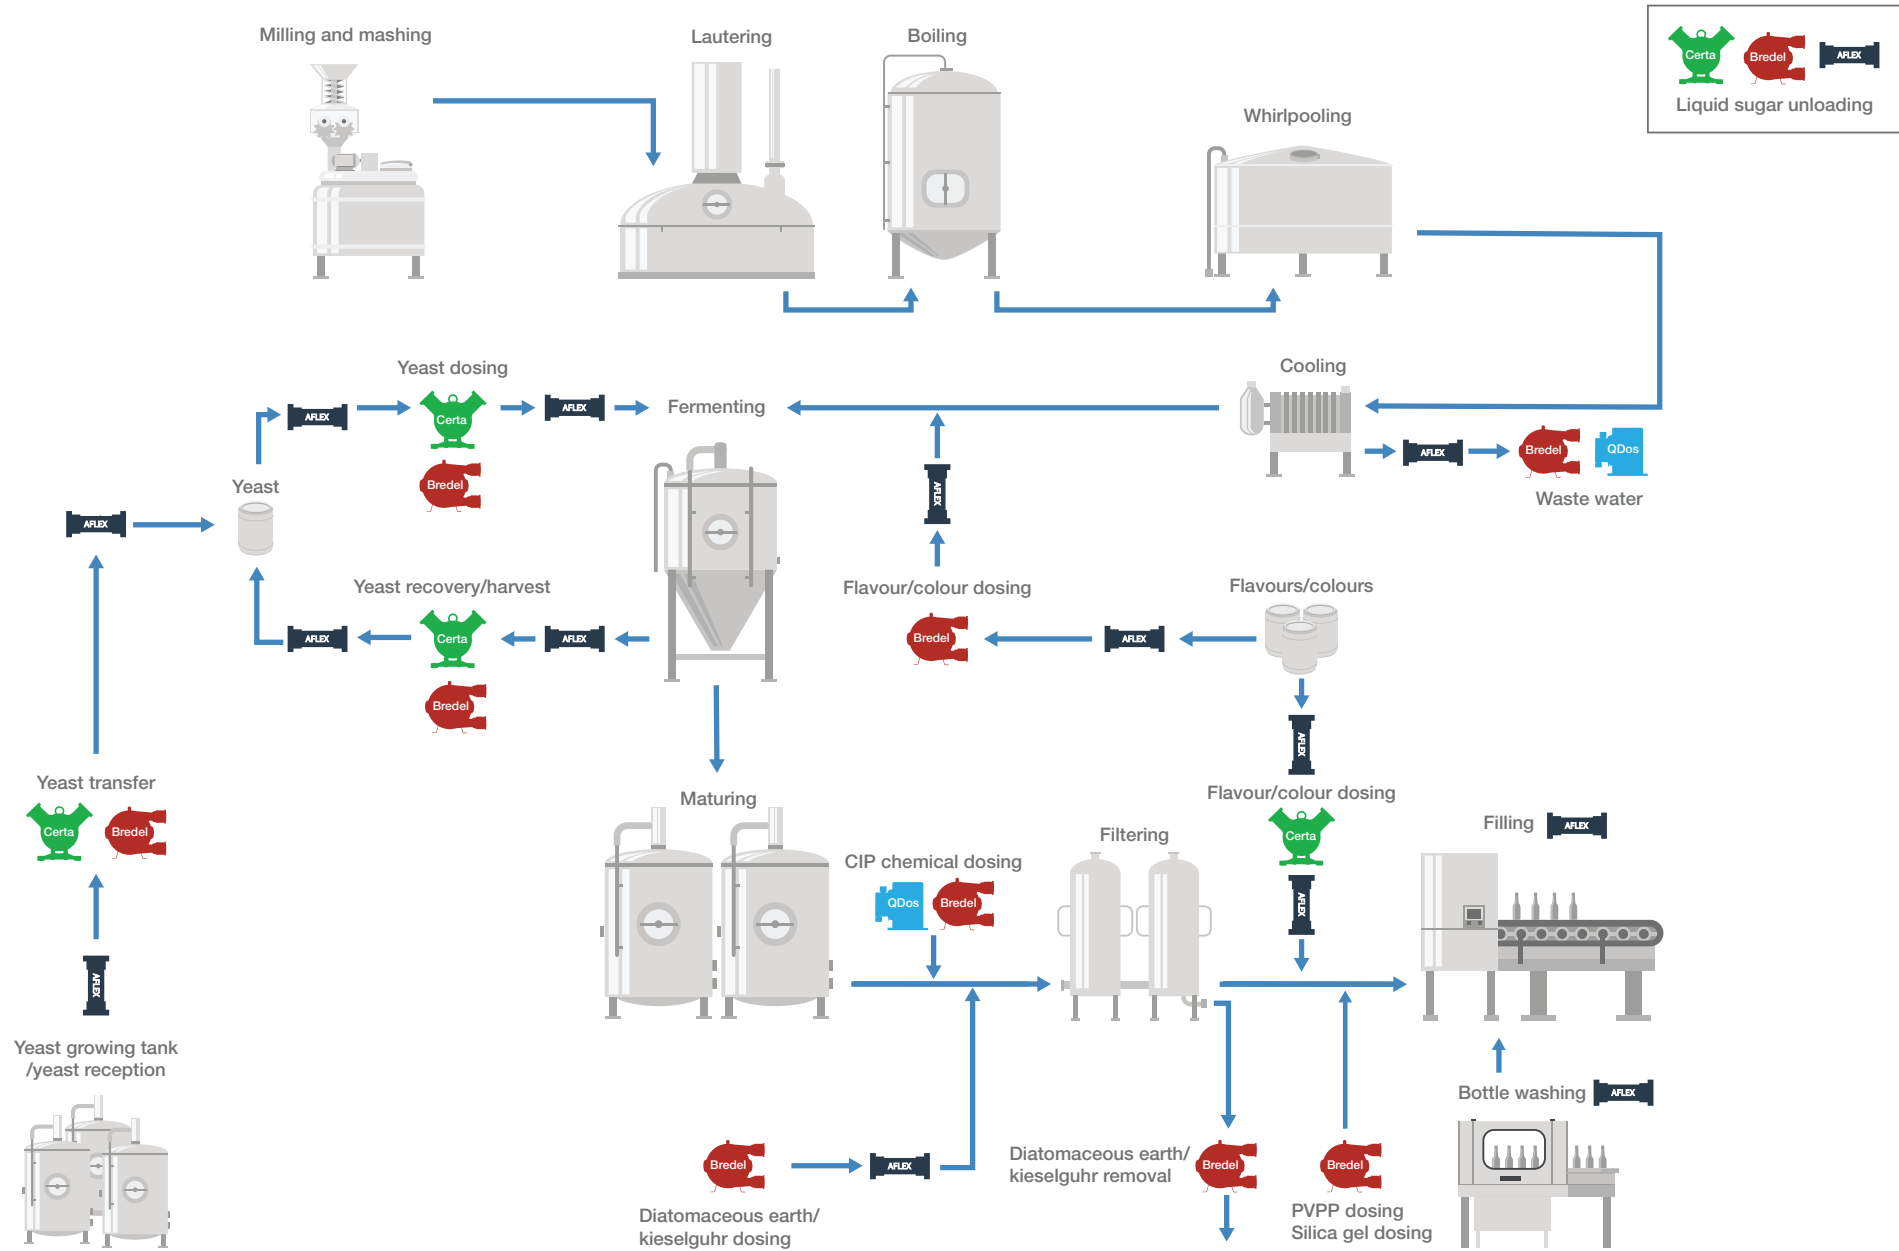 Milling and mashing
Lautering
Boiling
Whirlpooling
Certa
Bredel
AFLEX
Liquid sugar unloading
Yeast dosing
AFLEX
Certa
AFLEX
Bredel
Fermenting
Cooling
AFLEX
Bredel
QDos
Waste water
AFLEX
Yeast
AFLEX
Yeast recovery/harvest
AFLEX
Certa
AFLEX
Bredel
Flavour/colour dosing
Bredel
AFLEX
Flavours/colours
AFLEX
Yeast transfer
Certa
Bredel
AFLEX
Yeast growing tank
/yeast reception
Maturing
CIP chemical dosing
QDos
Bredel
Filtering
Flavour/colour dosing
Certa
AFLEX
Filling
AFLEX
Bottle washing
AFLEX
Bredel
AFLEX
Diatomaceous earth/
kieselguhr dosing
Diatomaceous earth/
kieselguhr removal
Bredel
Bredel
PVPP dosing
Silica gel dosing